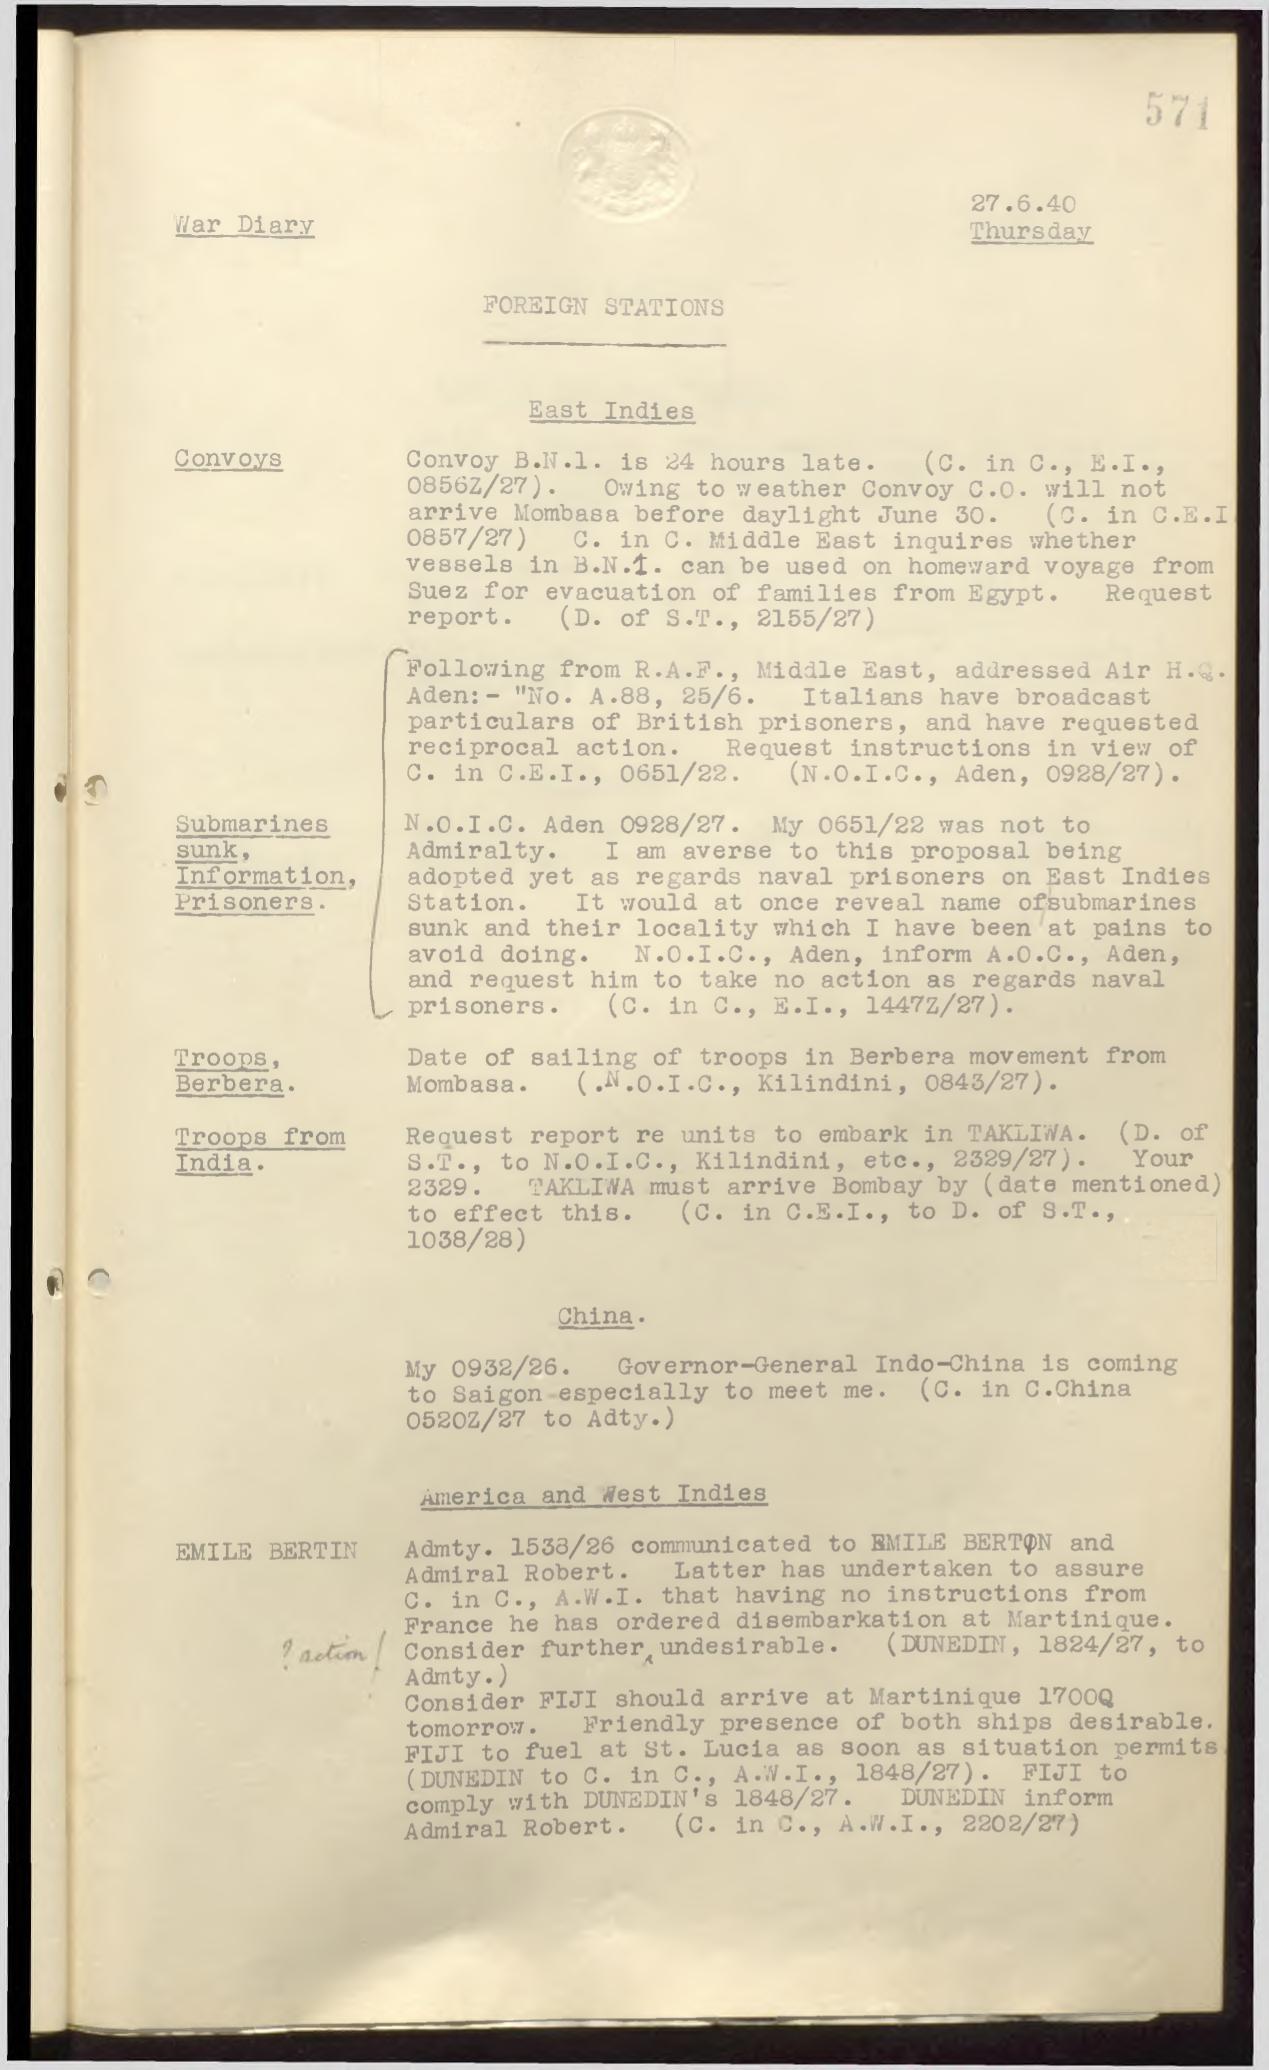 571
27.6.40
War Diary
Thursday
FOREIGN STATIONS
East Indies
Convoys
Convoy B.N.1. is 24 hours late. (C. in C., E.I.,
0856Z/27). Owing to weather Convoy C.O. will not
arrive Mombasa before daylight June 30. (C. in C.E.I
0857/27) C. in C. Middle East inquires whether
vessels in B.N.1. can be used on homeward voyage from
Suez for evacuation of families from Egypt. Request
report. (D. of S.T., 2155/27)
Following from R.A.F., Middle East, addressed Air H.Q.
Aden:- "No. A.88, 25/6. Italians have broadcast
particulars of British prisoners, and have requested
reciprocal action. Request instructions in view of
C. in C.E.I., 0651/22. (N.O.I.C., Aden, 0928/27).
Submarines
sunk,
Information,
Prisoners.
N.O.I.C. Aden 0928/27. My 0651/22 was not to
Admiralty. I am averse to this proposal being
adopted yet as regards naval prisoners on East Indies
Station. It would at once reveal name of submarines
sunk and their locality which I have been at pains to
avoid doing. N.O.I.C., Aden, inform A.O.C., Aden,
and request him to take no action as regards naval
prisoners. (C. in C., E.I., 1447Z/27).
Troops,
Berbera.
Date of sailing of troops in Berbera movement from
Mombasa. (.N.O.I.C., Kilindini, 0843/27).
Troops from
India.
Request report re units to embark in TAKLIWA. (D. of
S.T., to N.O.I.C., Kilindini, etc., 2329/27). Your
2329. TAKLIWA must arrive Bombay by (date mentioned)
to effect this. (C. in C.E.I., to D. of S.T.,
1038/28)
China.
My 0932/26. Governor-General Indo-China is coming
to Saigon especially to meet me. (C. in C.China
0520Z/27 to Adty.)
America and West Indies
EMILE BERTIN
Admty. 1538/26 communicated to EMILE BERTON and
Admiral Robert. Latter has undertaken to assure
C. in C., A.W.I. that having no instructions from
France he has ordered disembarkation at Martinique.
? action /
Consider further undesirable. (DUNEDIN, 1824/27, to
Admty.)
Consider FIJI should arrive at Martinique 1700Q
tomorrow. Friendly presence of both ships desirable.
FIJI to fuel at St. Lucia as soon as situation permits
(DUNEDIN to C. in C., A.W.I., 1848/27). FIJI to
comply with DUNEDIN's 1848/27. DUNEDIN inform
Admiral Robert. (C. in C., A.W.I., 2202/27)